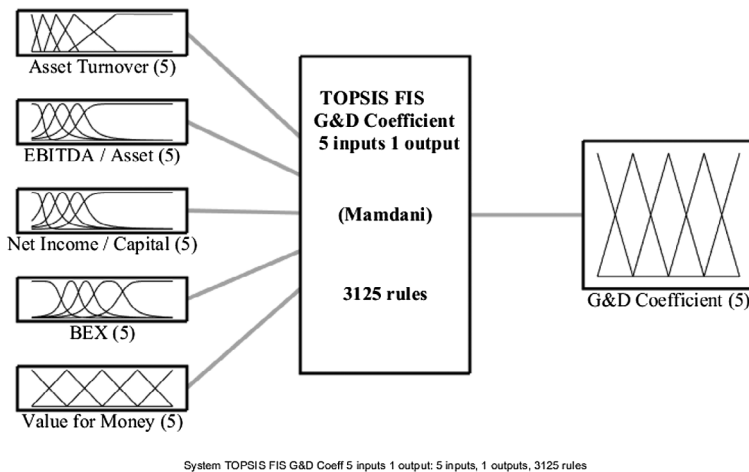 Asset Turnover (5)
EBITDA / Asset (5)
Net Income / Capital (5)
BEX (5)
Value for Money (5)
TOPSIS FIS
G&D Coefficient
5 inputs 1 output
(Mamdani)
3125 rules
G&D Coefficient (5)
System TOPSIS FIS G&D Coeff 5 inputs 1 output: 5 inputs, 1 outputs, 3125 rules